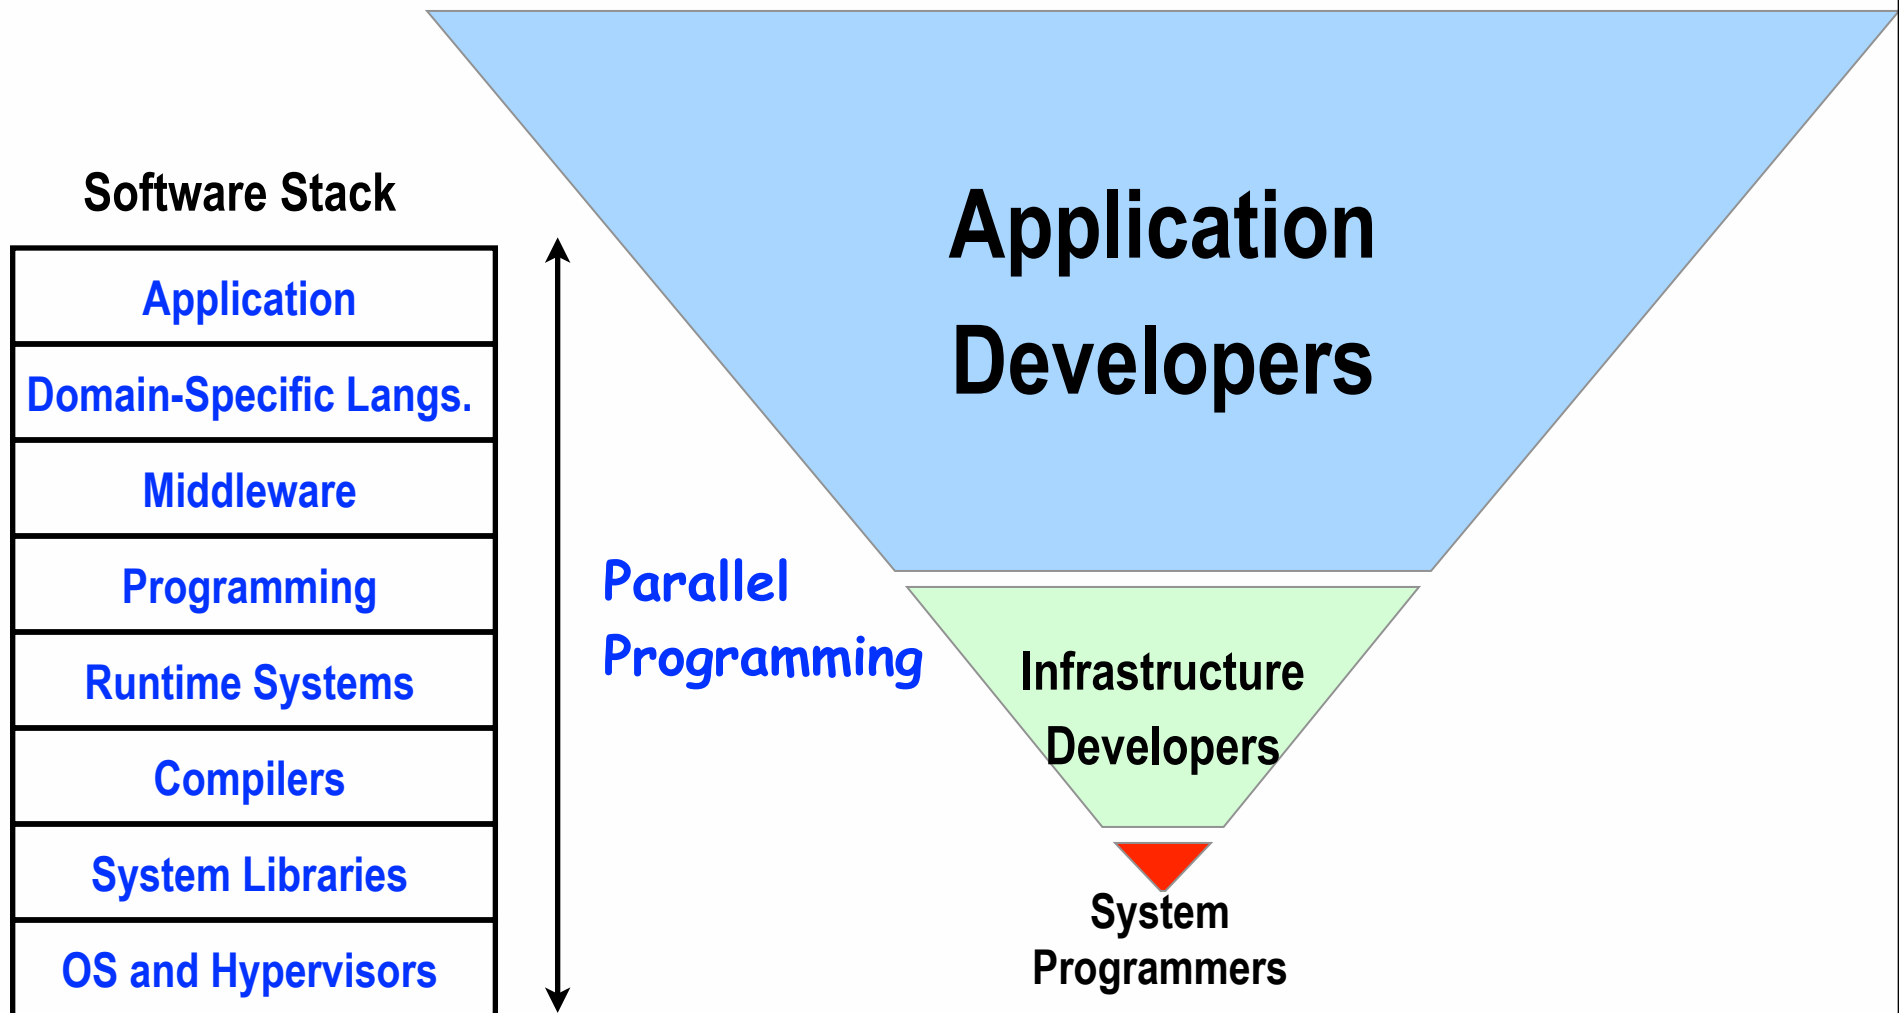 Software Stack
Application
Domain-Specific Langs.
Middleware
Programming
Runtime Systems
Compilers
System Libraries
OS and Hypervisors
Parallel
Programming
Application
Developers
Infrastructure
Developers
System
Programmers